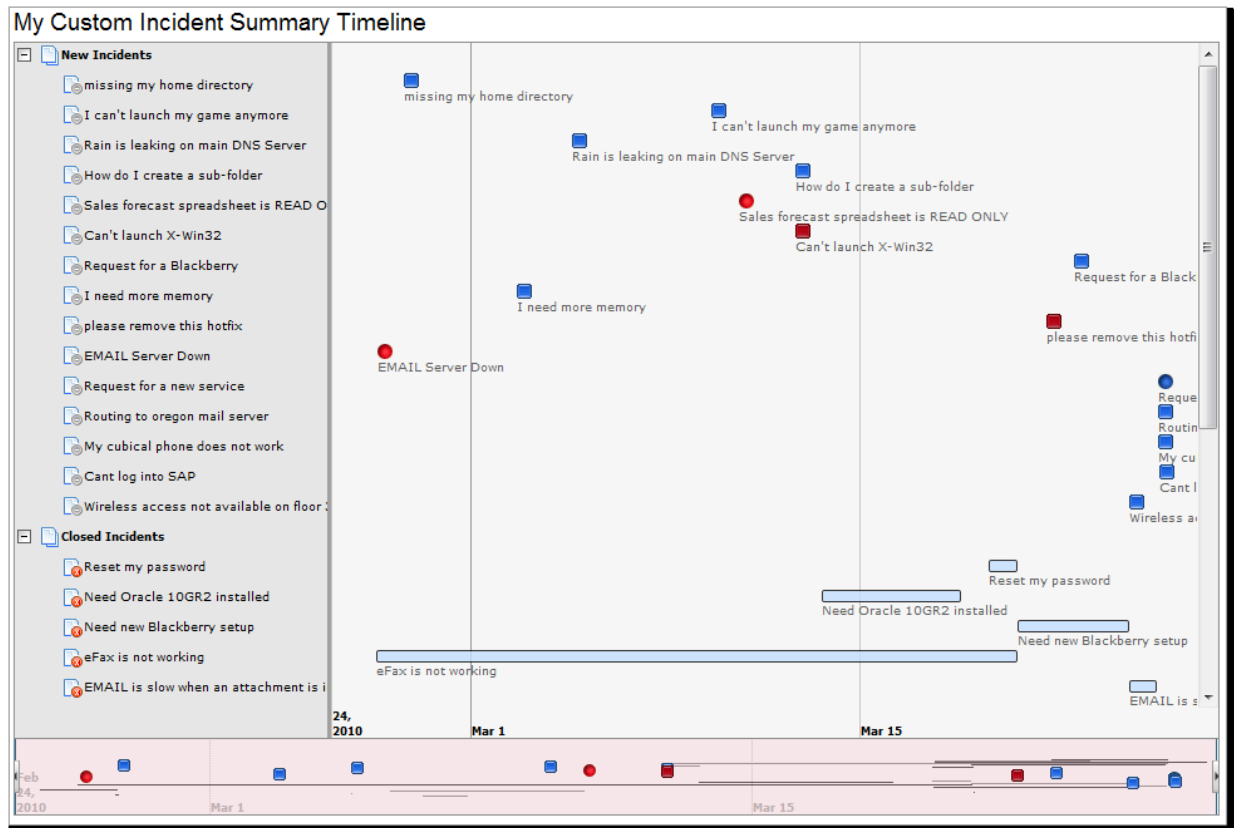 My Custom Incident Summary Timeline
New Incidents
missing my home directory
I can't launch my game anymore
Rain is leaking on main DNS Server
How do I create a sub-folder
Sales forecast spreadsheet is READ O
Can't launch X-Win32
Request for a Blackberry
I need more memory
please remove this hotfix
EMAIL Server Down
Request for a new service
Routing to oregon mail server
My cubical phone does not work
Cant log into SAP
Wireless access not available on floor
Closed Incidents
Reset my password
Need Oracle 10GR2 installed
Need new Blackberry setup
eFax is not working
EMAIL is slow when an attachment is i
missing my home directory
I can't launch my game anymore
Rain is leaking on main DNS Server
How do I create a sub-folder
Sales forecast spreadsheet is READ ONLY
Can't launch X-Win32
Request for a Black
I need more memory
please remove this hotfi
EMAIL Server Down
Reque
Routin
My cu
Cant l
Wireless a
Reset my password
Need Oracle 10GR2 installed
Need new Blackberry setup
eFax is not working
EMAIL is s
24,
2010
Mar 1
Mar 15
Feb
24,
2010
Mar 1
Mar 15